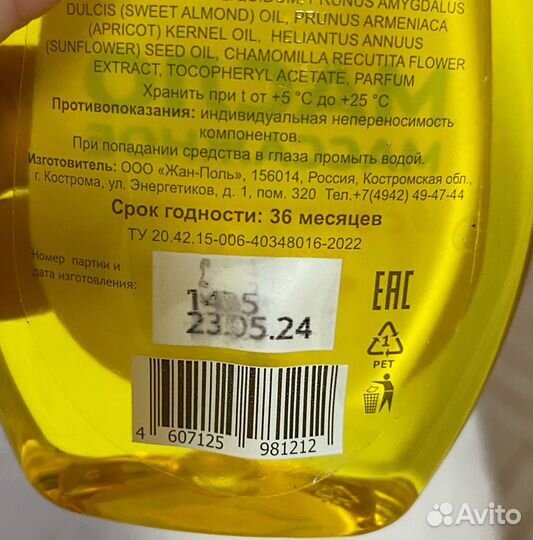 PRUNUS AMYGDALUS
DULCIS (SWEET ALMOND) OIL, PRUNUS ARMENIACA
(APRICOT) KERNEL OIL, HELIANTUS ANNUUS
(SUNFLOWER) SEED OIL, CHAMOMILLA RECUTITA FLOWER
EXTRACT, TOCOPHERYL ACETATE, PARFUM
Хранить при t от +5 °С до +25 °С
Противопоказания: индивидуальная непереносимость
компонентов.
При попадании средства в глаза промыть водой.
Изготовитель: ООО «Жан-Поль», 156014, Россия, Костромская обл.,
г. Кострома, ул. Энергетиков, д. 1, пом. 320 Тел.+7(4942) 49-47-44
Срок годности: 36 месяцев
ТУ 20.42.15-006-40348016-2022
Номер партии и
дата изготовления:
23.05.24
EAC
1
PET
4 607125 981212
Avito